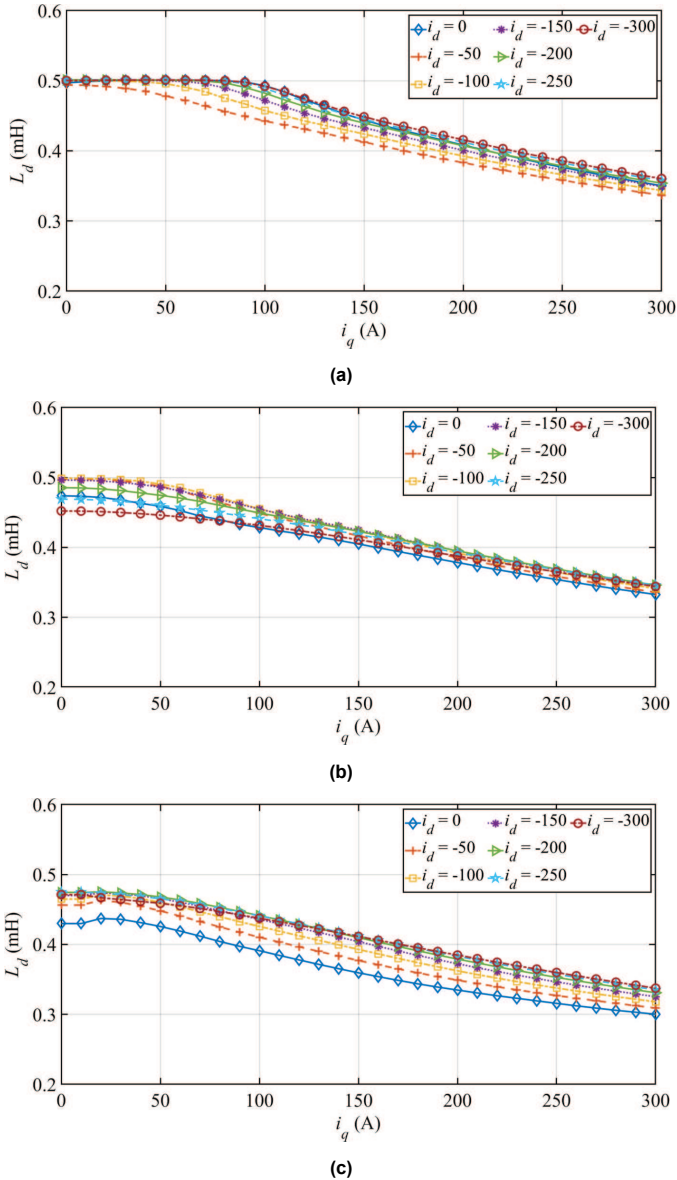 0.6
0.5
0.4
0.3
0.2
L_d (mH)
i_d = 0 i_d = -150 i_d = -300
i_d = -50 i_d = -200
i_d = -100 i_d = -250
0 50 100 150 200 250 300
i_q (A)
(a)
0.6
0.5
0.4
0.3
0.2
L_d (mH)
i_d = 0 i_d = -150 i_d = -300
i_d = -50 i_d = -200
i_d = -100 i_d = -250
0 50 100 150 200 250 300
i_q (A)
(b)
0.6
0.5
0.4
0.3
0.2
L_d (mH)
i_d = 0 i_d = -150 i_d = -300
i_d = -50 i_d = -200
i_d = -100 i_d = -250
0 50 100 150 200 250 300
i_q (A)
(c)